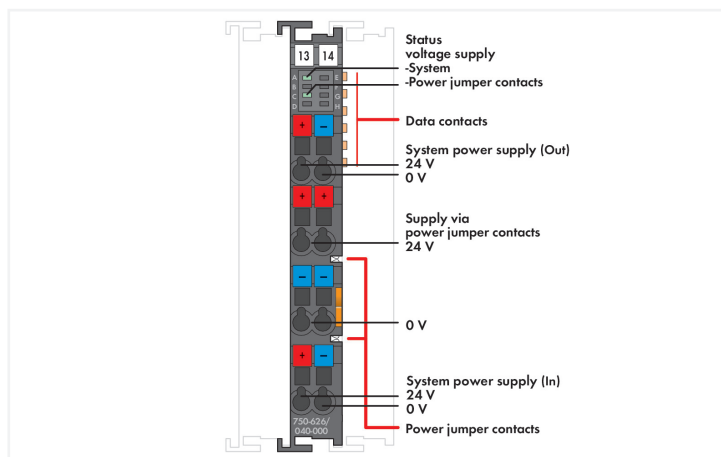 Status
voltage supply
-System
-Power jumper contacts
13 14
A E
B F
C G
D H
Data contacts
+ −
System power supply (Out)
24 V
0 V
+ +
Supply via
power jumper contacts
24 V
− −
0 V
+ −
System power supply (In)
24 V
0 V
750-626/
040-000
Power jumper contacts